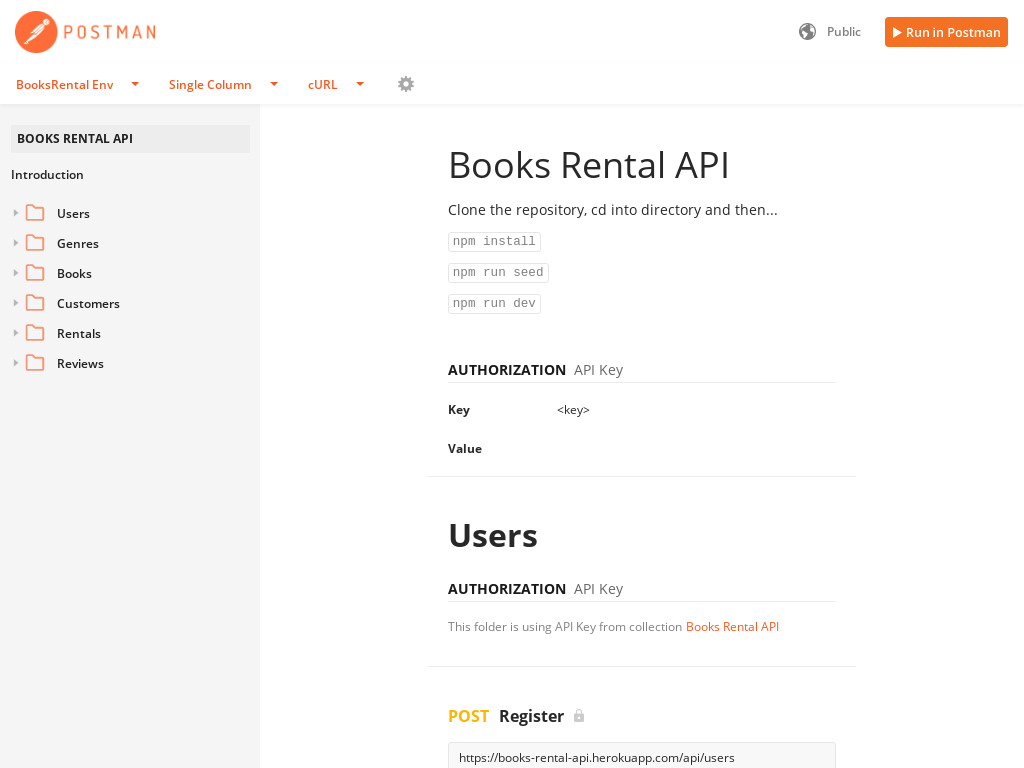 POSTMAN
Public
Run in Postman
BooksRental Env
Single Column
cURL
BOOKS RENTAL API
Introduction
Users
Genres
Books
Customers
Rentals
Reviews
Books Rental API
Clone the repository, cd into directory and then...
npm install
npm run seed
npm run dev
AUTHORIZATION API Key
Key <key>
Value
Users
AUTHORIZATION API Key
This folder is using API Key from collection Books Rental API
POST Register
https://books-rental-api.herokuapp.com/api/users